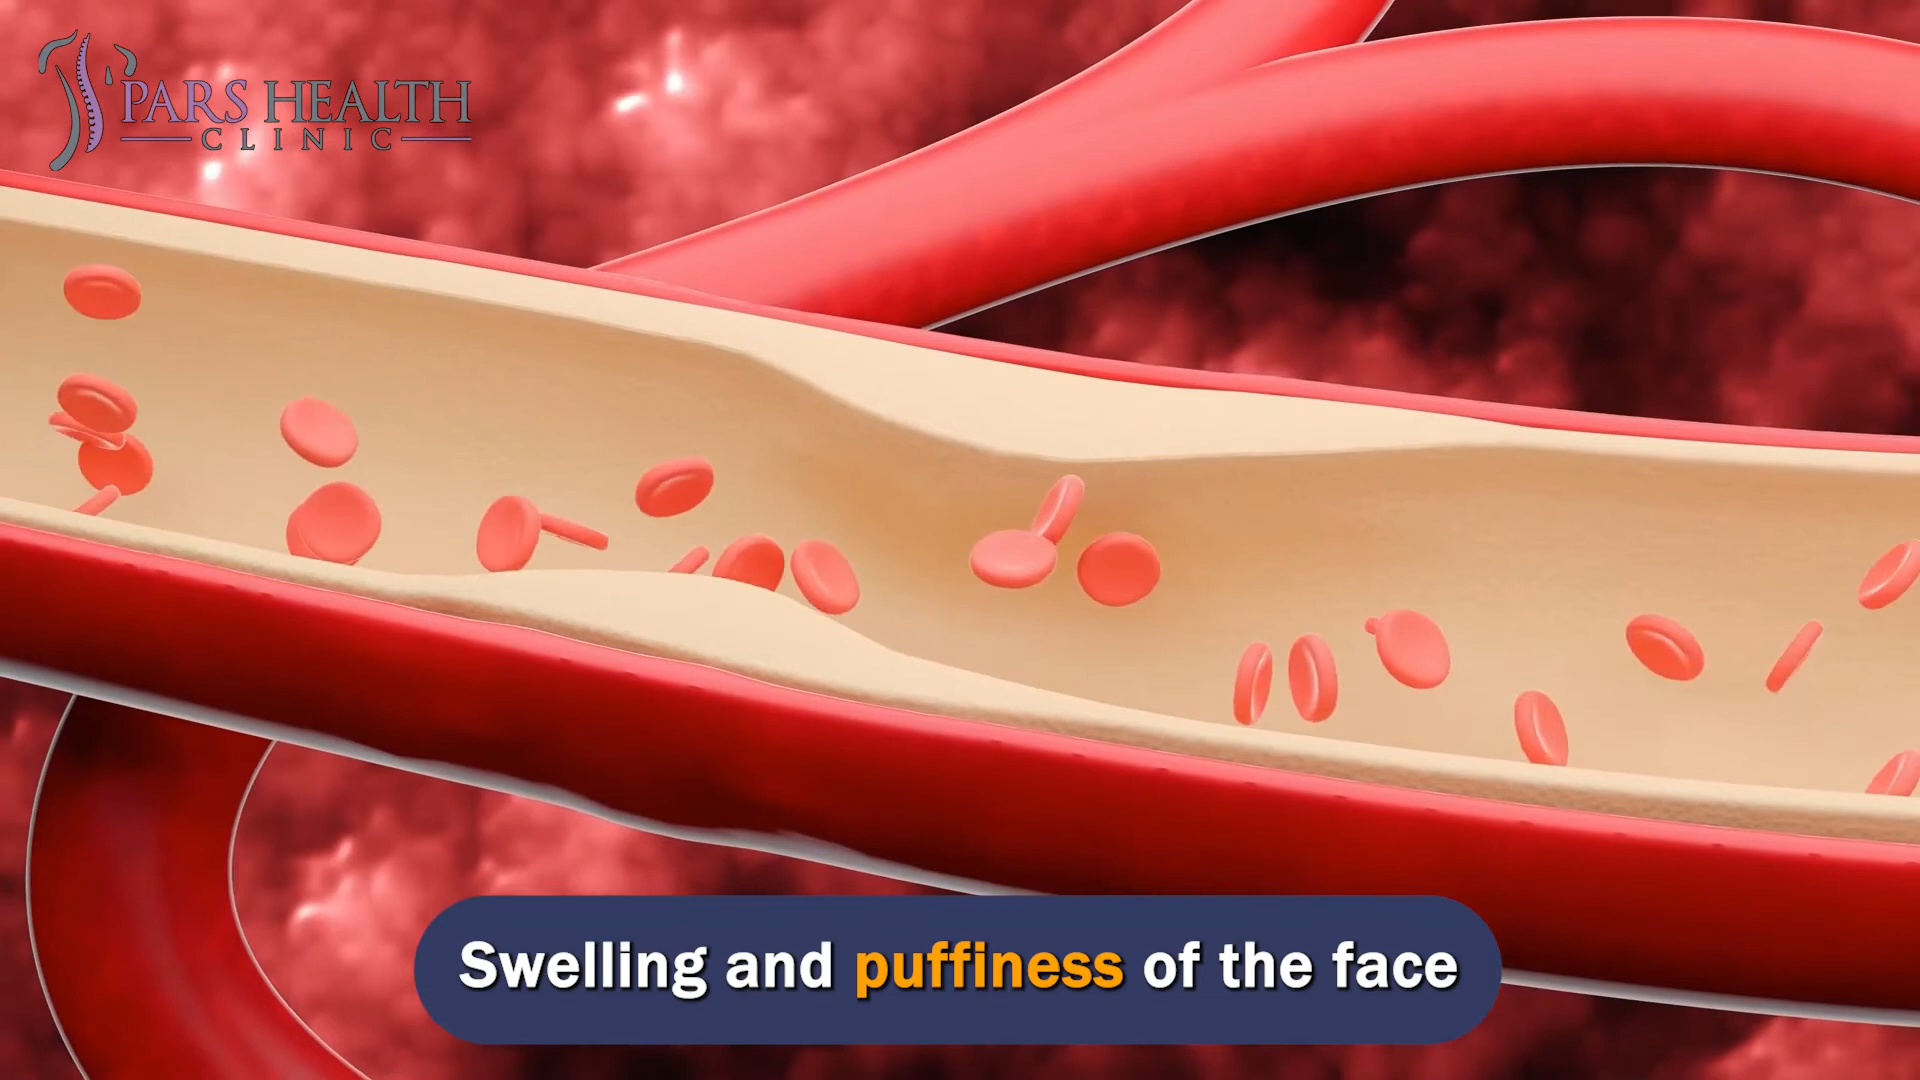 PARS HEALTH
CLINIC
Swelling and puffiness of the face